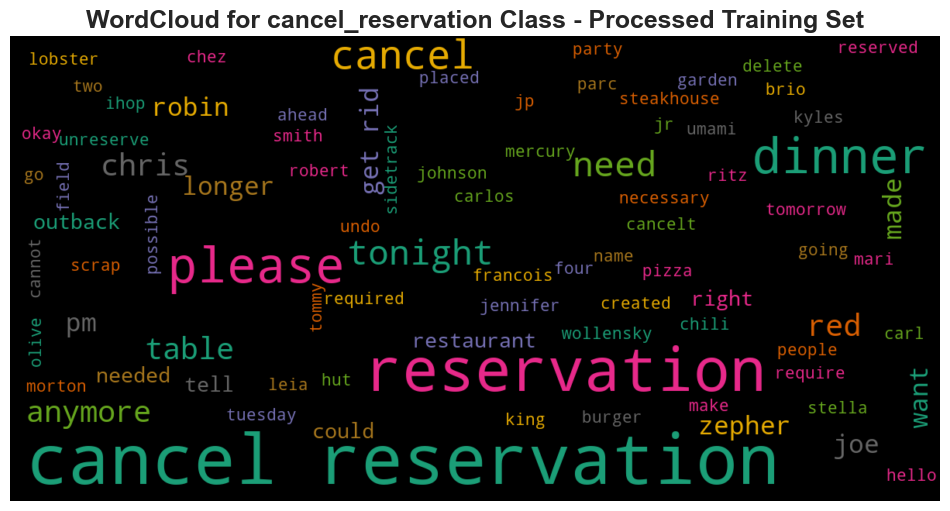 WordCloud for cancel_reservation Class - Processed Training Set
lobster chez cancel party reserved
two placed parc garden delete
ihop robin ahead get rid jp steakhouse brio
okay unreserve smith sidetrack jr umami kyles
go field chris longer robert johnson mercury need ritz dinner
carlos necessary tomorrow made
outback possible undo cancelt
cannot scrap please tonight francois four name pizza going mari
tommy required jennifer created right
olive pm table restaurant wollensky chili red carl
morton needed tell leia hut reservation people require
anymore tuesday could king burger make zepher stella want
cancel reservation joe hello